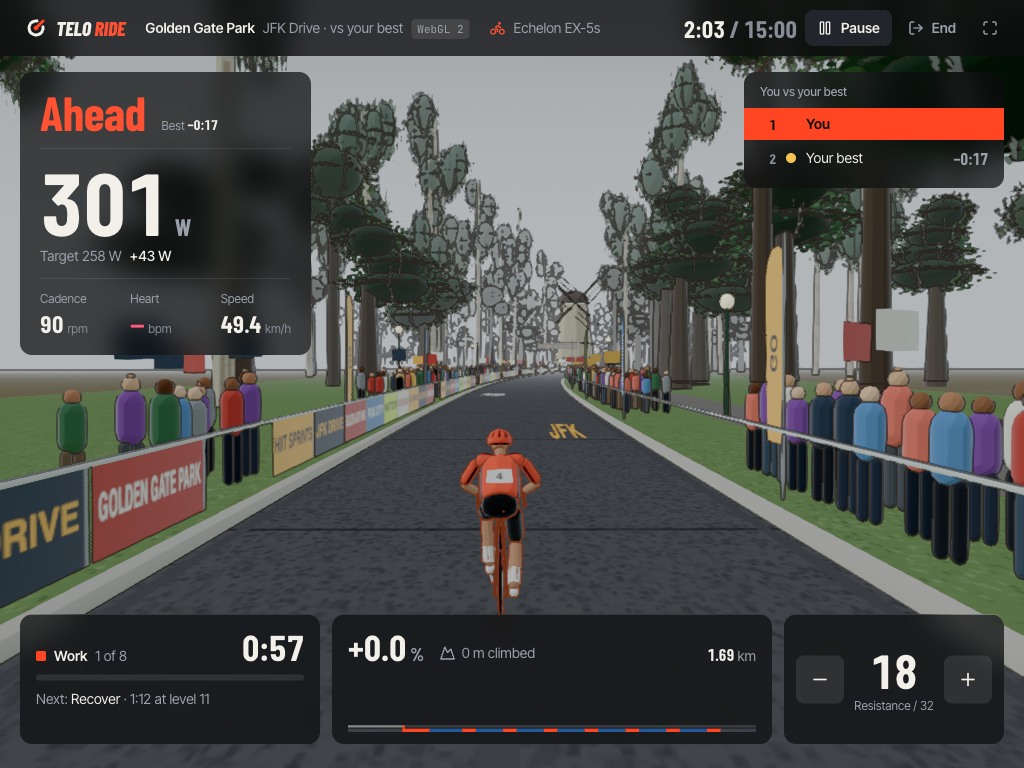 TELO RIDE
Golden Gate Park JFK Drive · vs your best WebGL 2
Echelon EX-5s
2:03 / 15:00
Pause
End
Ahead Best −0:17
301 W
Target 258 W +43 W
Cadence Heart Speed
90 rpm – bpm 49.4 km/h
You vs your best
1 You
2 Your best −0:17
GO
JFK
HIIT SPRINTS
JFK DRIVE
GOLDEN GATE PARK
DRIVE
4
Work 1 of 8 0:57
Next: Recover · 1:12 at level 11
+0.0 % 0 m climbed 1.69 km
− 18 +
Resistance / 32